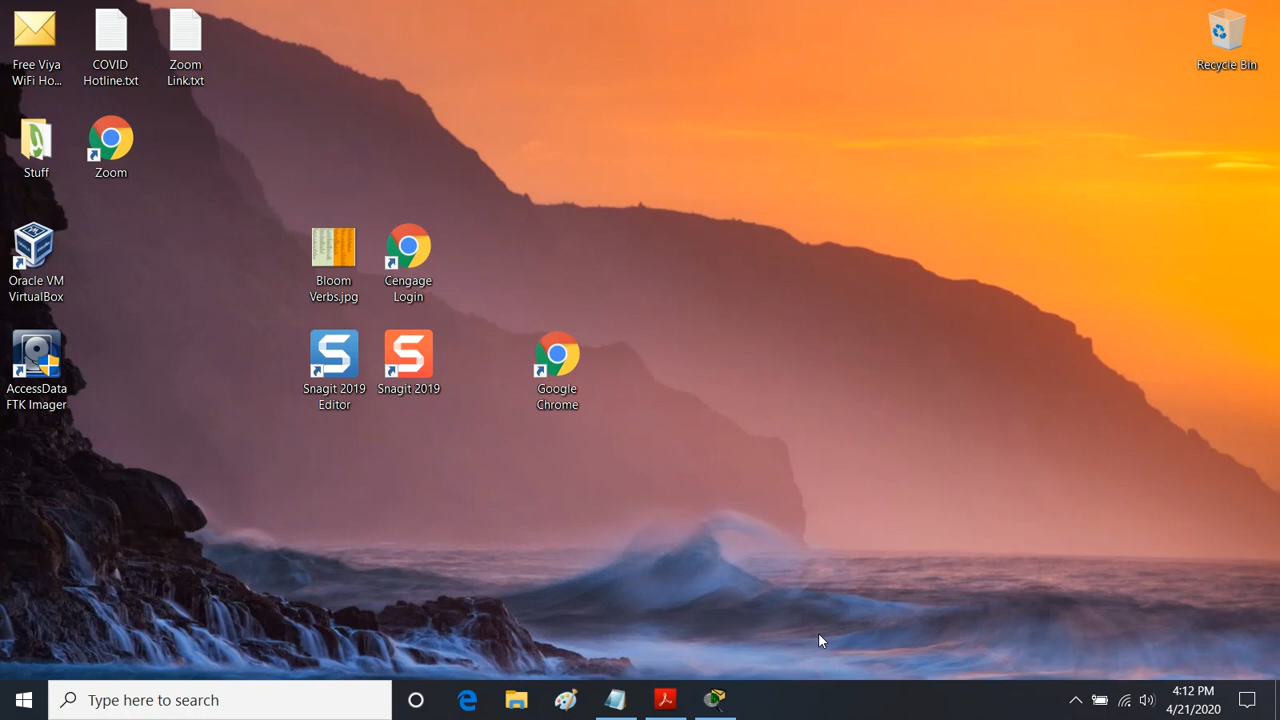 Free Viya
WiFi Ho...
COVID
Hotline.txt
Zoom
Link.txt
Recycle Bin
Stuff
Zoom
Oracle VM
VirtualBox
Bloom
Verbs.jpg
Cengage
Login
AccessData
FTK Imager
Snagit 2019
Editor
Snagit 2019
Google
Chrome
Type here to search
4:12 PM
4/21/2020